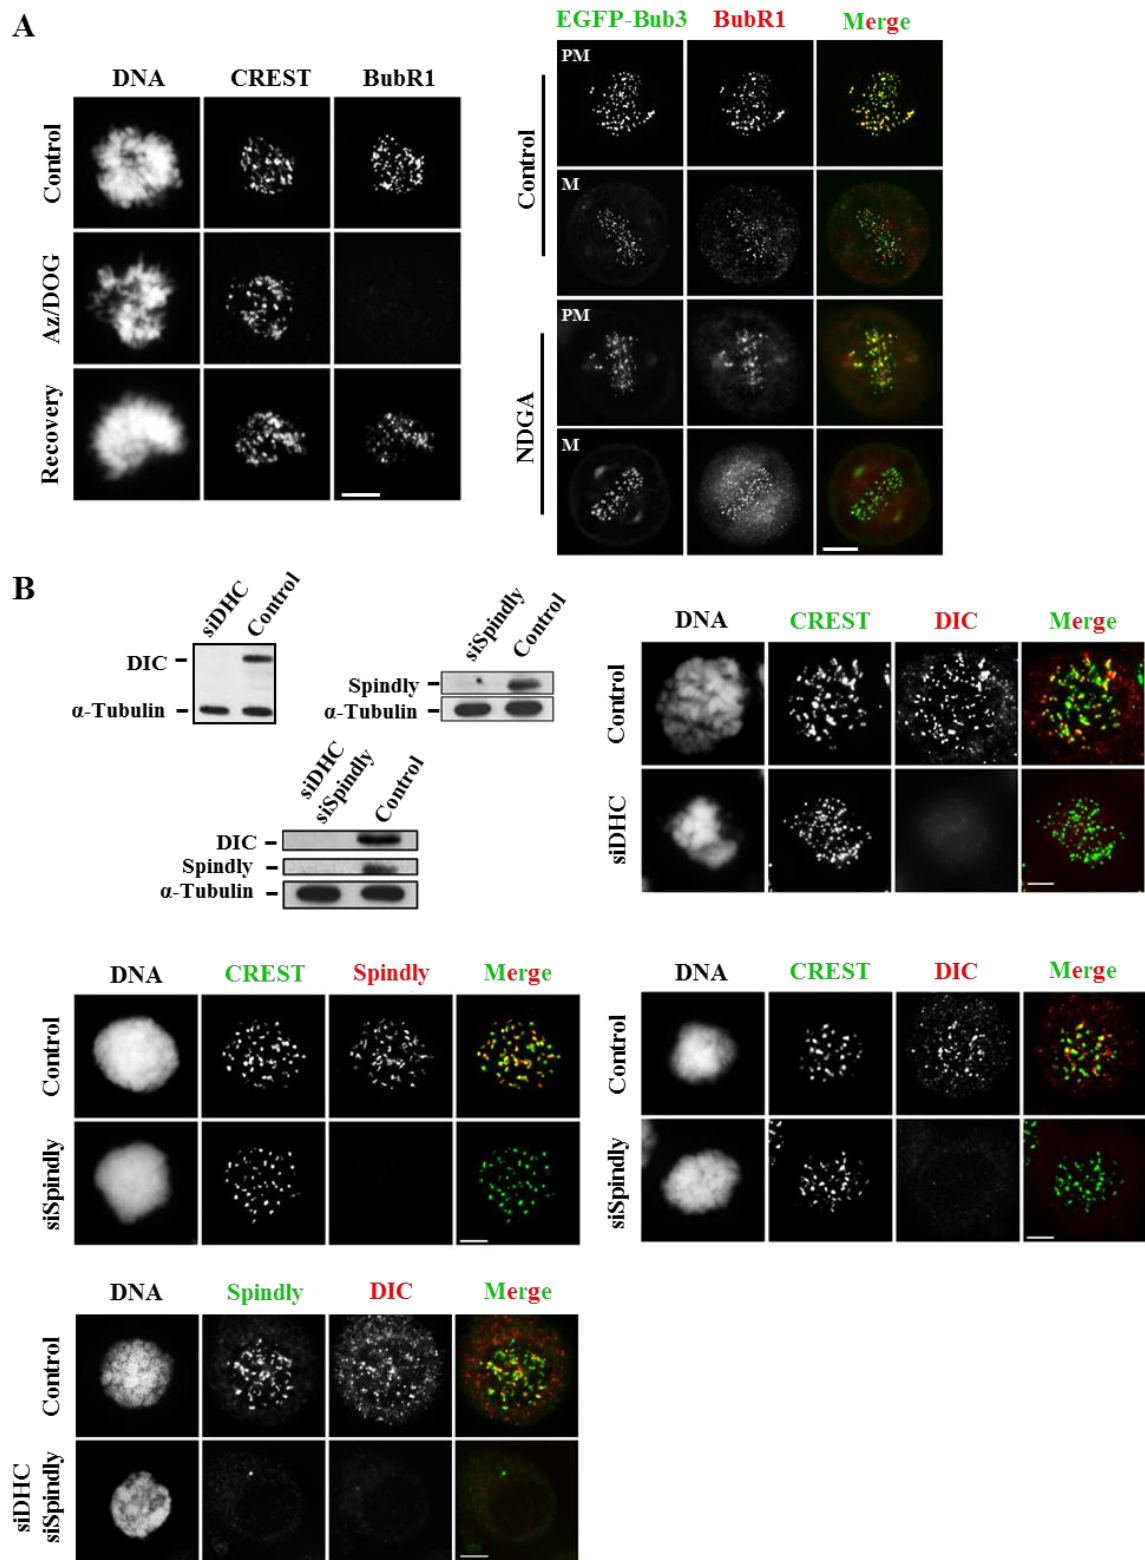 A
DNA CREST BubR1
Control
Az/DOG
Recovery
EGFP-Bub3 BubR1 Merge
Control
PM
M
NDGA
PM
M
B
siDHC Control
DIC
α-Tubulin
siSpindly Control
Spindly
α-Tubulin
siDHC
siSpindly Control
DIC
Spindly
α-Tubulin
DNA CREST DIC Merge
Control
siDHC
DNA CREST Spindly Merge
Control
siSpindly
DNA CREST DIC Merge
Control
siSpindly
DNA Spindly DIC Merge
Control
siDHC
siSpindly